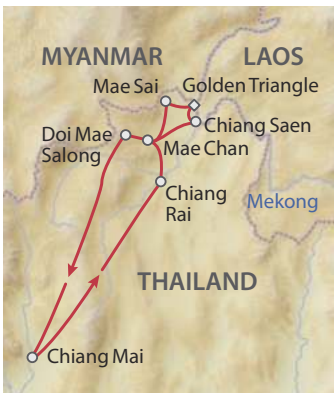 MYANMAR
LAOS
Mae Sai
Golden Triangle
Doi Mae
Salong
Chiang Saen
Mae Chan
Chiang
Rai
Mekong
THAILAND
Chiang Mai